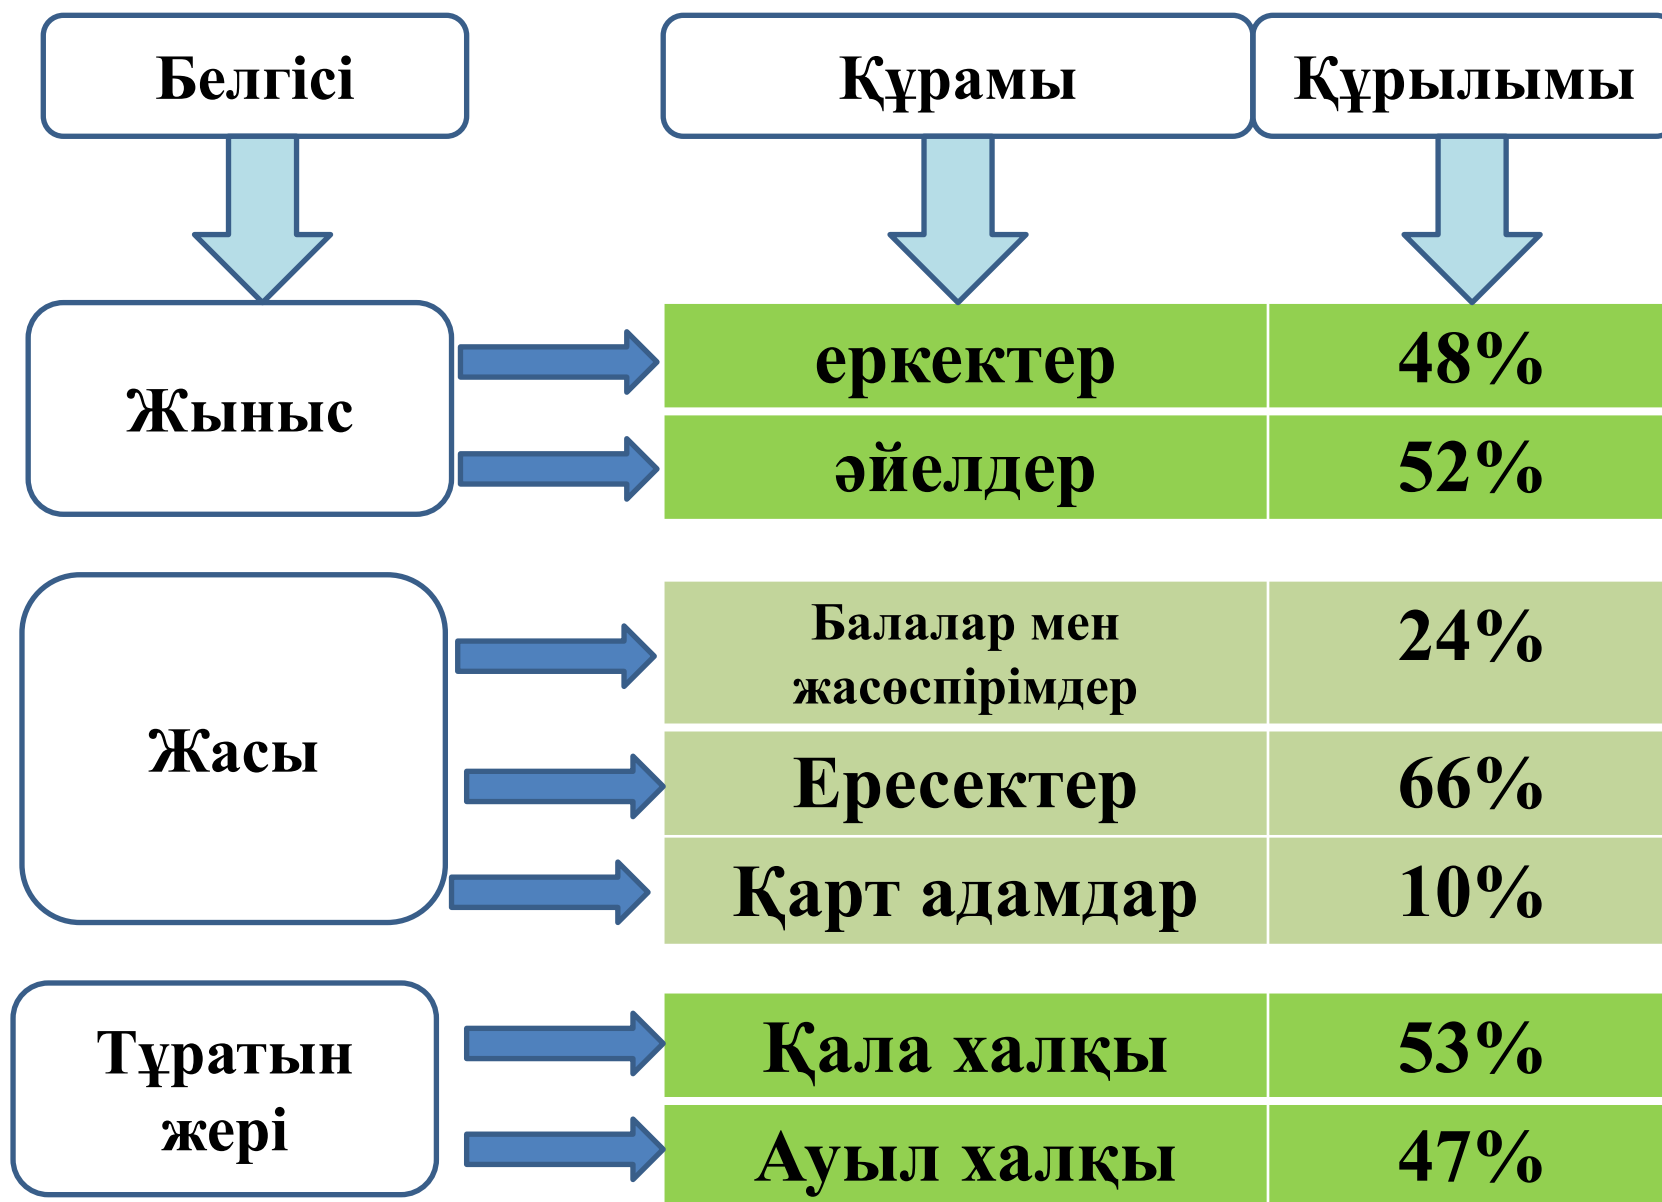 Белгісі
Құрамы
Құрылымы
Жыныс
еркектер 48%
әйелдер 52%
Жасы
Балалар мен
жасөспірімдер
24%
Ересектер 66%
Қарт адамдар 10%
Тұратын
жері
Қала халқы 53%
Ауыл халқы 47%